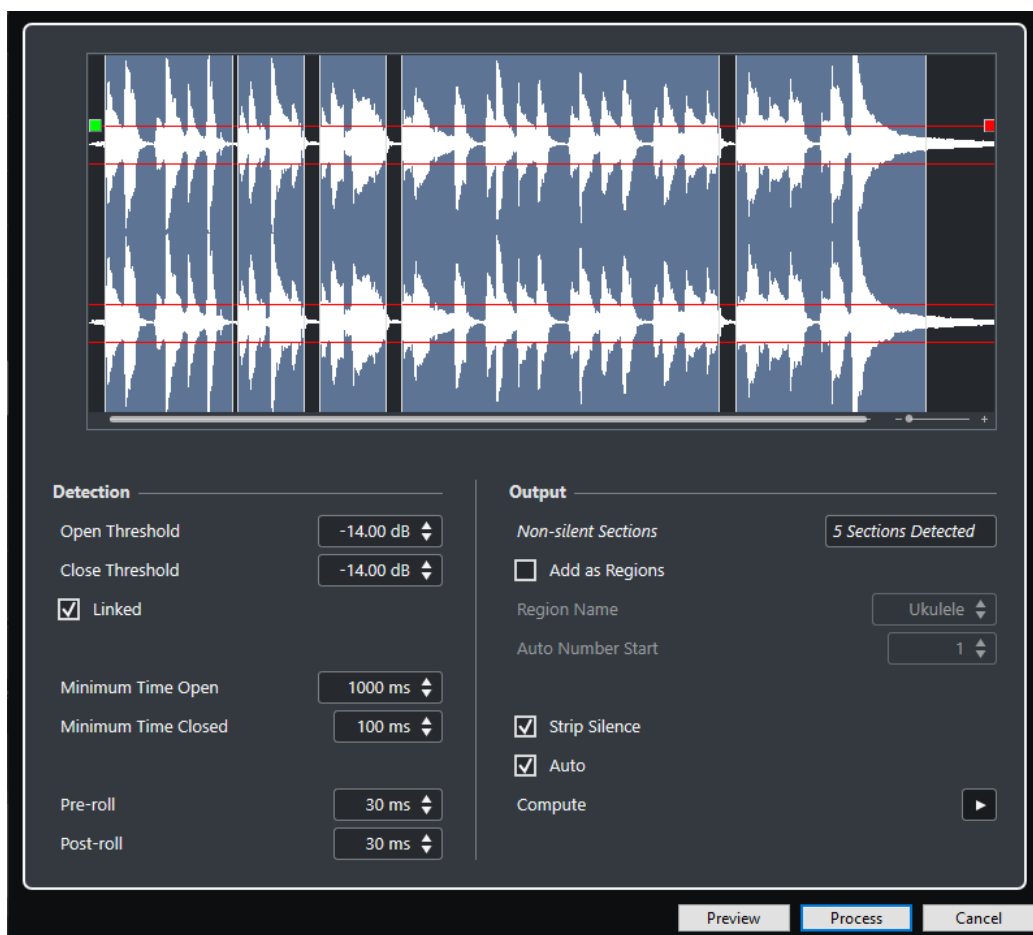 Detection
Open Threshold -14.00 dB
Close Threshold -14.00 dB
Linked
Minimum Time Open 1000 ms
Minimum Time Closed 100 ms
Pre-roll 30 ms
Post-roll 30 ms
Output
Non-silent Sections 5 Sections Detected
Add as Regions
Region Name Ukulele
Auto Number Start 1
Strip Silence
Auto
Compute
Preview Process Cancel